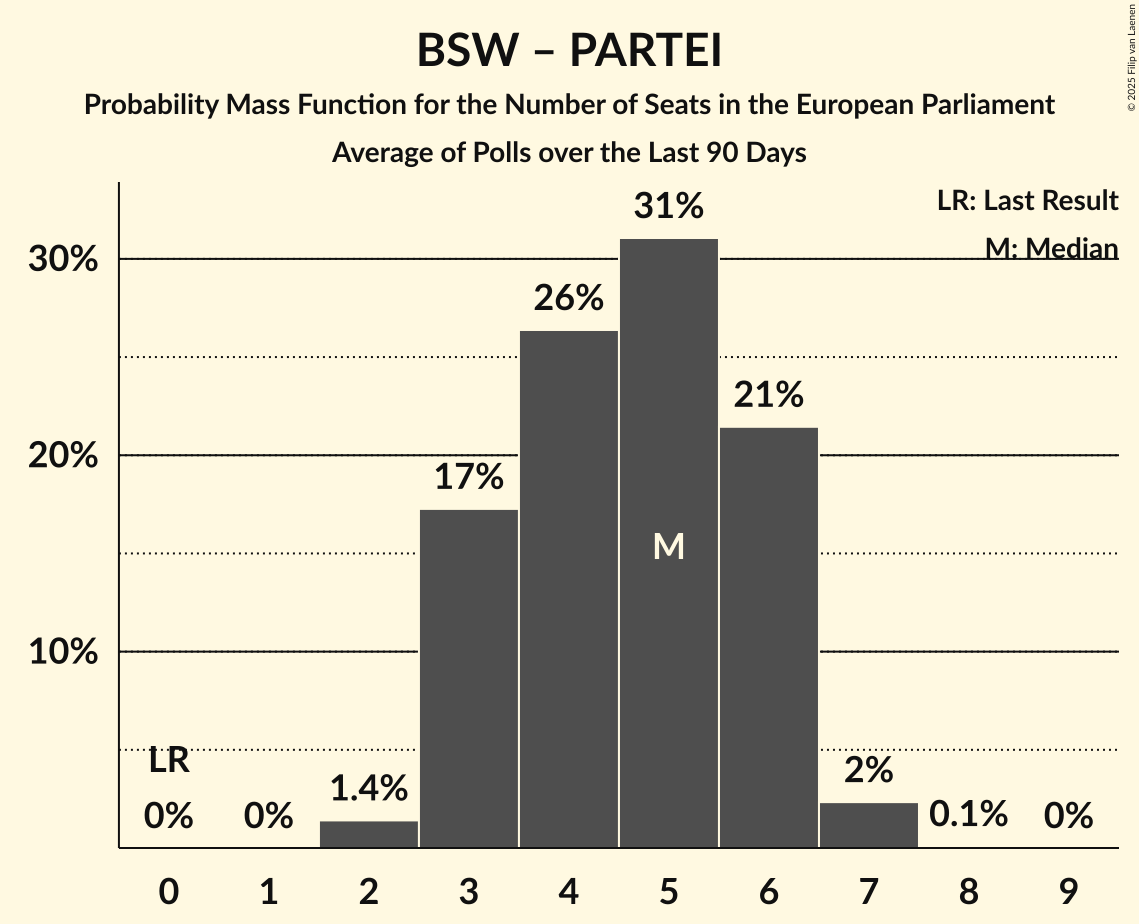 BSW – PARTEI
Probability Mass Function for the Number of Seats in the European Parliament
Average of Polls over the Last 90 Days
© 2025 Filip van Laenen
LR: Last Result
M: Median
30%
20%
10%
LR
0%
0%
1.4%
17%
26%
31%
21%
2%
0.1%
0%
M
0 1 2 3 4 5 6 7 8 9